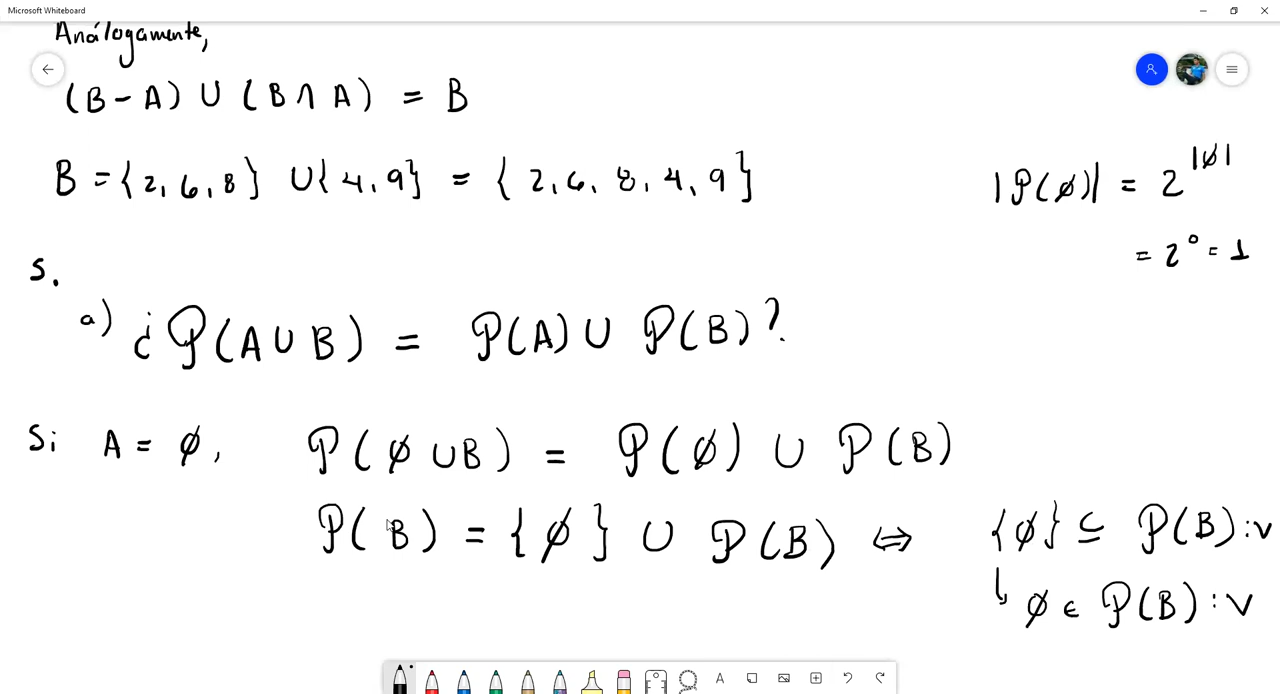 Microsoft Whiteboard
Análogamente,
(B - A) ∪ (B ∩ A) = B
B = {2, 6, 8} ∪ {4, 9} = {2, 6, 8, 4, 9}
|P(∅)| = 2^|∅|
= 2^0 = 1
5.
a) ¿P(A ∪ B) = P(A) ∪ P(B)?
Si A = ∅, P(∅ ∪ B) = P(∅) ∪ P(B)
P(B) = {∅} ∪ P(B) ⇔ {∅} ⊆ P(B): V
↳ ∅ ∈ P(B): V
A